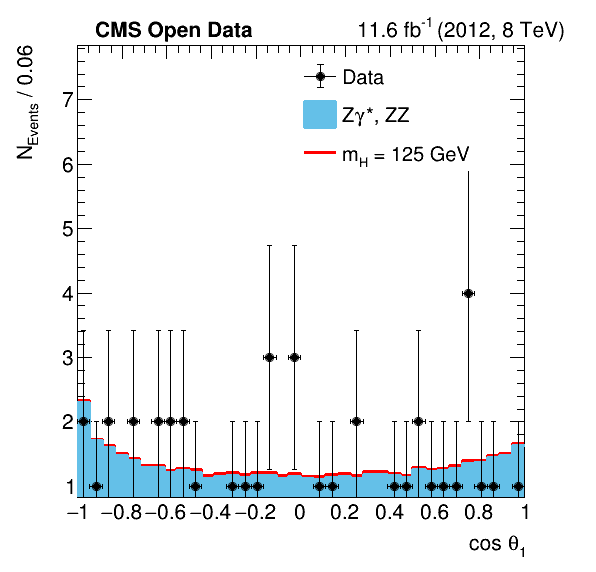 CMS Open Data 11.6 fb⁻¹ (2012, 8 TeV)
N_Events / 0.06
Data
Zγ*, ZZ
m_H = 125 GeV
7
6
5
4
3
2
1
−1 −0.8 −0.6 −0.4 −0.2 0 0.2 0.4 0.6 0.8 1
cos θ₁